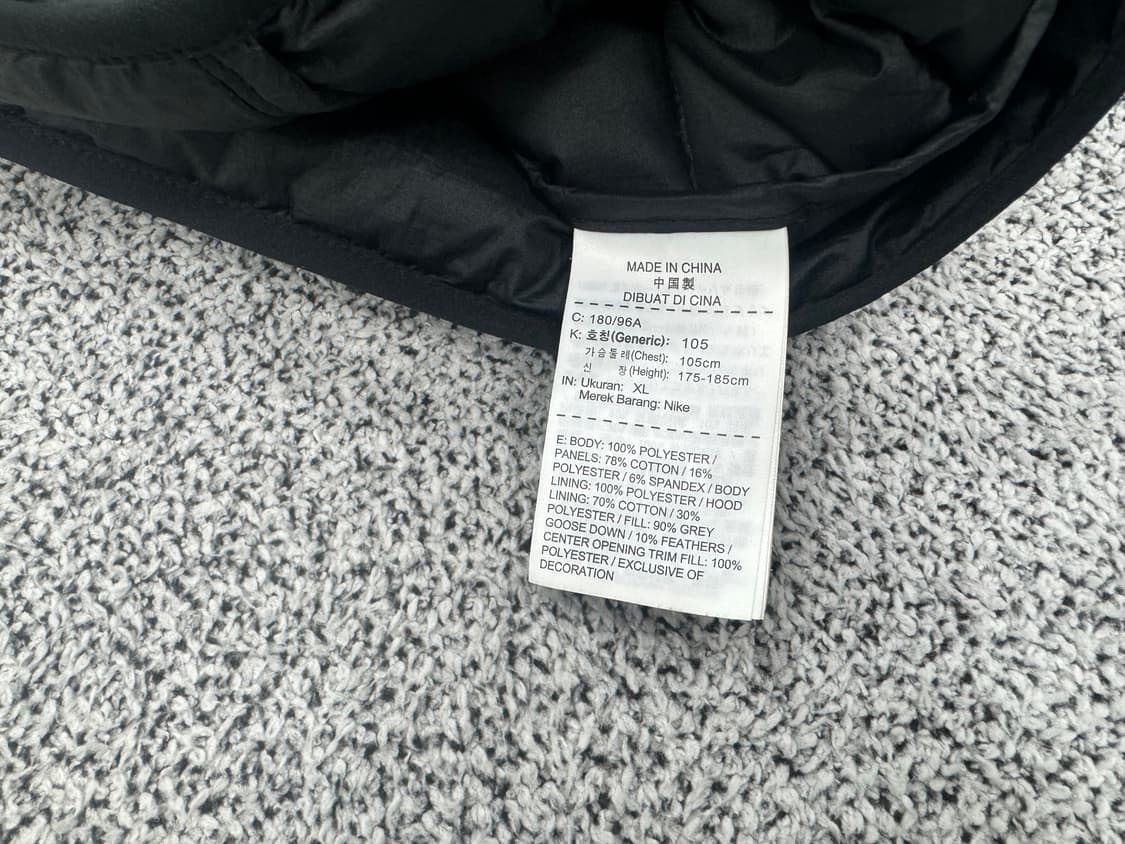 MADE IN CHINA
中国製
DIBUAT DI CINA
C: 180/96A
K: 호칭(Generic): 105
가슴둘레(Chest): 105cm
신 장(Height): 175-185cm
IN: Ukuran: XL
Merek Barang: Nike
E: BODY: 100% POLYESTER /
PANELS: 78% COTTON / 16%
POLYESTER / 6% SPANDEX / BODY
LINING: 100% POLYESTER / HOOD
LINING: 70% COTTON / 30%
POLYESTER / FILL: 90% GREY
GOOSE DOWN / 10% FEATHERS /
CENTER OPENING TRIM FILL: 100%
POLYESTER / EXCLUSIVE OF
DECORATION